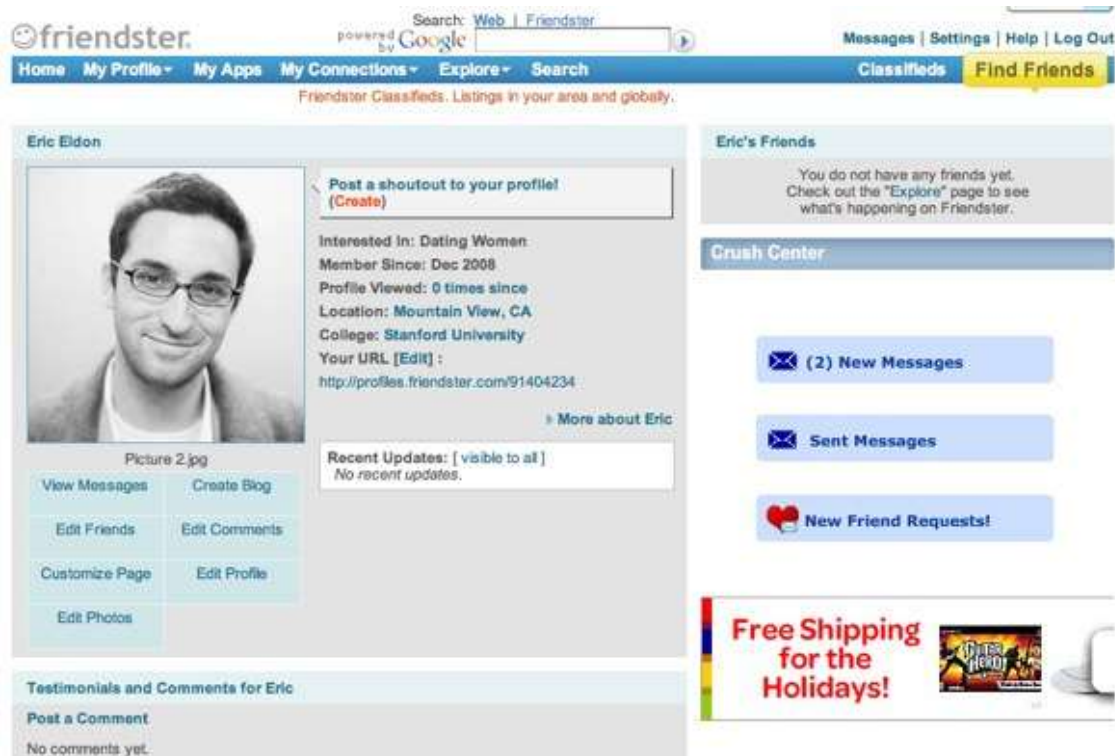 Search: Web | Friendster
friendster.
powered by Google
Messages | Settings | Help | Log Out
Home My Profile My Apps My Connections Explore Search Classifieds Find Friends
Friendster Classifieds. Listings in your area and globally.
Eric Eldon
Post a shoutout to your profile!
(Create)
Interested In: Dating Women
Member Since: Dec 2008
Profile Viewed: 0 times since
Location: Mountain View, CA
College: Stanford University
Your URL [Edit] :
http://profiles.friendster.com/91404234
More about Eric
Recent Updates: [ visible to all ]
No recent updates.
Picture 2.jpg
View Messages Create Blog
Edit Friends Edit Comments
Customize Page Edit Profile
Edit Photos
Testimonials and Comments for Eric
Post a Comment
No comments yet.
Eric's Friends
You do not have any friends yet.
Check out the "Explore" page to see
what's happening on Friendster.
Crush Center
(2) New Messages
Sent Messages
New Friend Requests!
Free Shipping
for the
Holidays!
Guitar
Hero